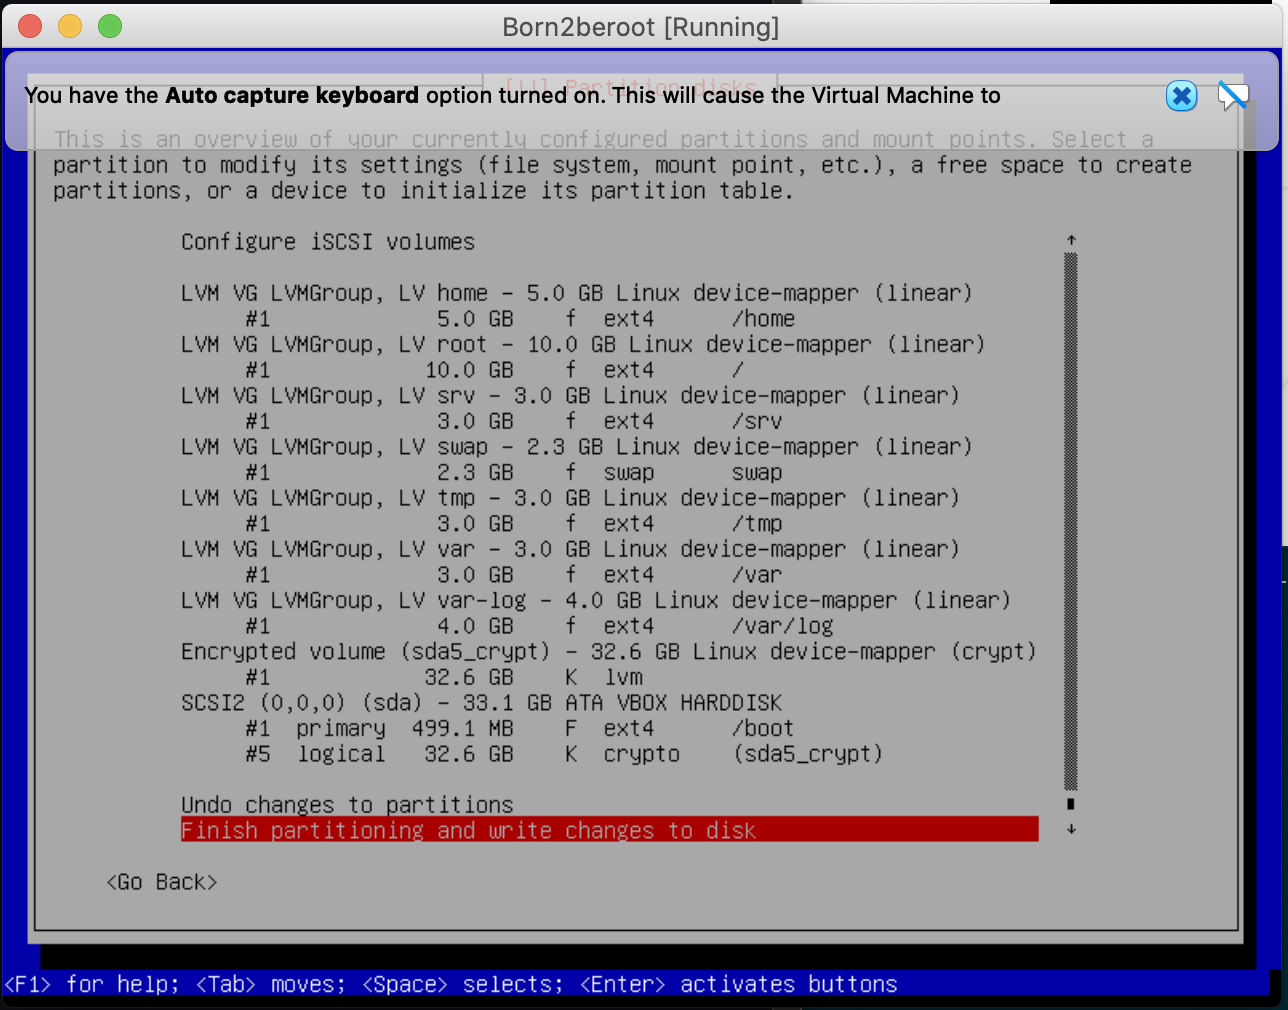 Born2beroot [Running]
[!!] Partition disks
You have the Auto capture keyboard option turned on. This will cause the Virtual Machine to
This is an overview of your currently configured partitions and mount points. Select a
partition to modify its settings (file system, mount point, etc.), a free space to create
partitions, or a device to initialize its partition table.
Configure iSCSI volumes
LVM VG LVMGroup, LV home - 5.0 GB Linux device-mapper (linear)
#1 5.0 GB f ext4 /home
LVM VG LVMGroup, LV root - 10.0 GB Linux device-mapper (linear)
#1 10.0 GB f ext4 /
LVM VG LVMGroup, LV srv - 3.0 GB Linux device-mapper (linear)
#1 3.0 GB f ext4 /srv
LVM VG LVMGroup, LV swap - 2.3 GB Linux device-mapper (linear)
#1 2.3 GB f swap swap
LVM VG LVMGroup, LV tmp - 3.0 GB Linux device-mapper (linear)
#1 3.0 GB f ext4 /tmp
LVM VG LVMGroup, LV var - 3.0 GB Linux device-mapper (linear)
#1 3.0 GB f ext4 /var
LVM VG LVMGroup, LV var-log - 4.0 GB Linux device-mapper (linear)
#1 4.0 GB f ext4 /var/log
Encrypted volume (sda5_crypt) - 32.6 GB Linux device-mapper (crypt)
#1 32.6 GB K lvm
SCSI2 (0,0,0) (sda) - 33.1 GB ATA VBOX HARDDISK
#1 primary 499.1 MB F ext4 /boot
#5 logical 32.6 GB K crypto (sda5_crypt)
Undo changes to partitions
Finish partitioning and write changes to disk
<Go Back>
<F1> for help; <Tab> moves; <Space> selects; <Enter> activates buttons